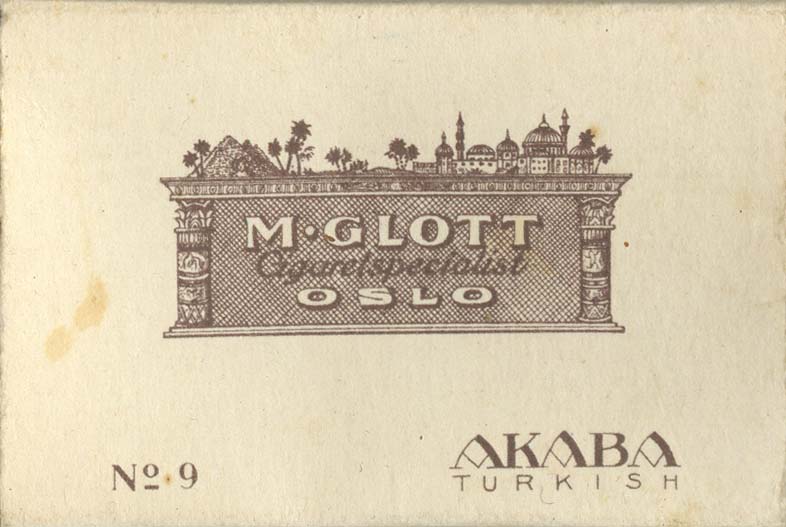 M·GLOTT
Cigaretspecialist
OSLO
No 9
AKABA
TURKISH